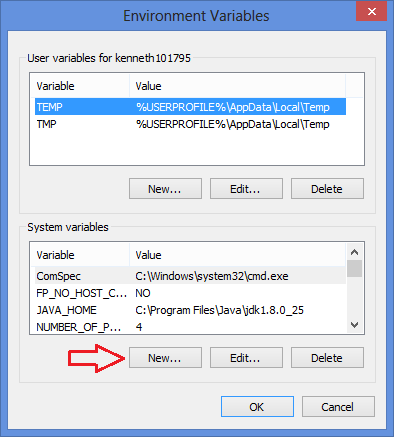 Environment Variables
User variables for kenneth101795
Variable Value
TEMP %USERPROFILE%\AppData\Local\Temp
TMP %USERPROFILE%\AppData\Local\Temp
New... Edit... Delete
System variables
Variable Value
ComSpec C:\Windows\system32\cmd.exe
FP_NO_HOST_C... NO
JAVA_HOME C:\Program Files\Java\jdk1.8.0_25
NUMBER_OF_P... 4
New... Edit... Delete
OK Cancel